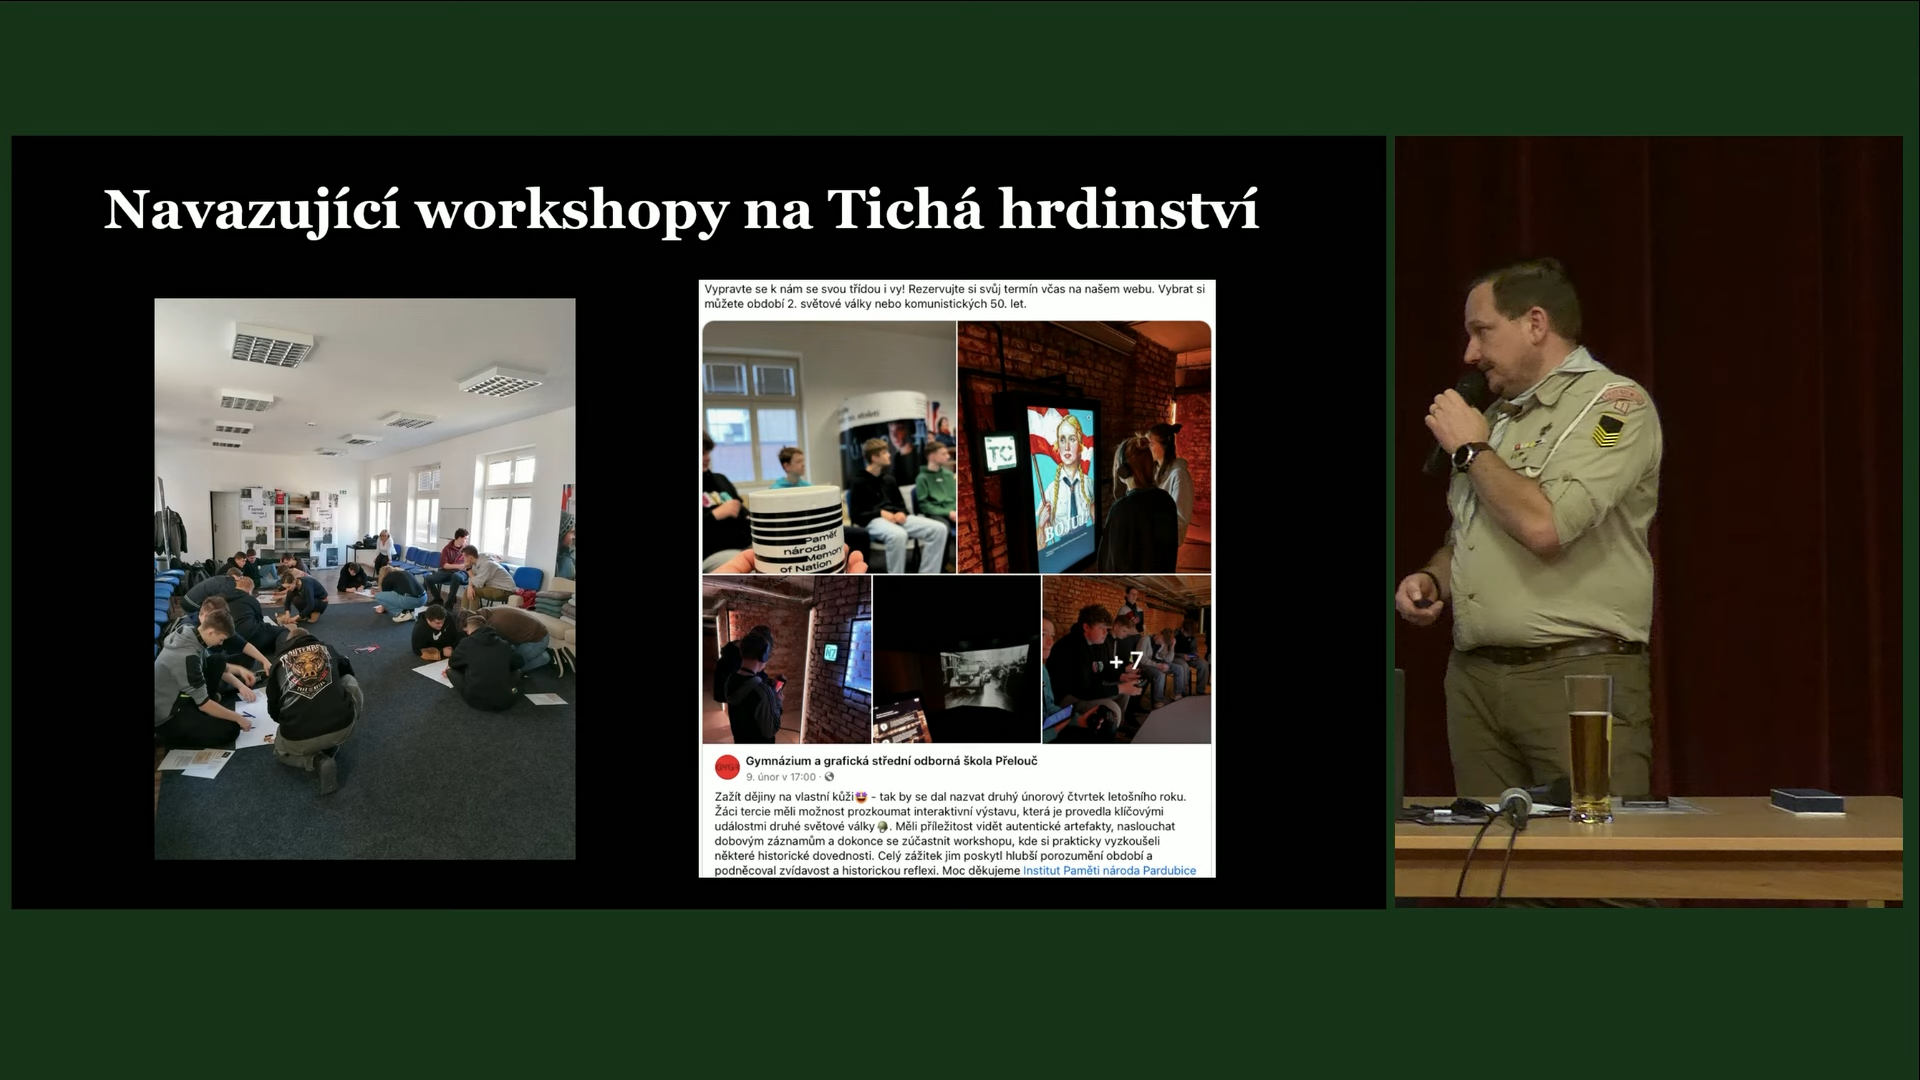 Navazující workshopy na Tichá hrdinství
Vypravte se k nám se svou třídou i vy! Rezervujte si svůj termín včas na našem webu. Vybrat si
můžete období 2. světové války nebo komunistických 50. let.
Paměť
národa
Memory
of Nation
BOJUJ
+ 7
Gymnázium a grafická střední odborná škola Přelouč
9. únor v 17:00 ·
Zažít dějiny na vlastní kůži🤩 - tak by se dal nazvat druhý únorový čtvrtek letošního roku.
Žáci tercie měli možnost prozkoumat interaktivní výstavu, která je provedla klíčovými
událostmi druhé světové války🪖. Měli příležitost vidět autentické artefakty, naslouchat
dobovým záznamům a dokonce se zúčastnit workshopu, kde si prakticky vyzkoušeli
některé historické dovednosti. Celý zážitek jim poskytl hlubší porozumění období a
podněcoval zvídavost a historickou reflexi. Moc děkujeme Institut Paměti národa Pardubice